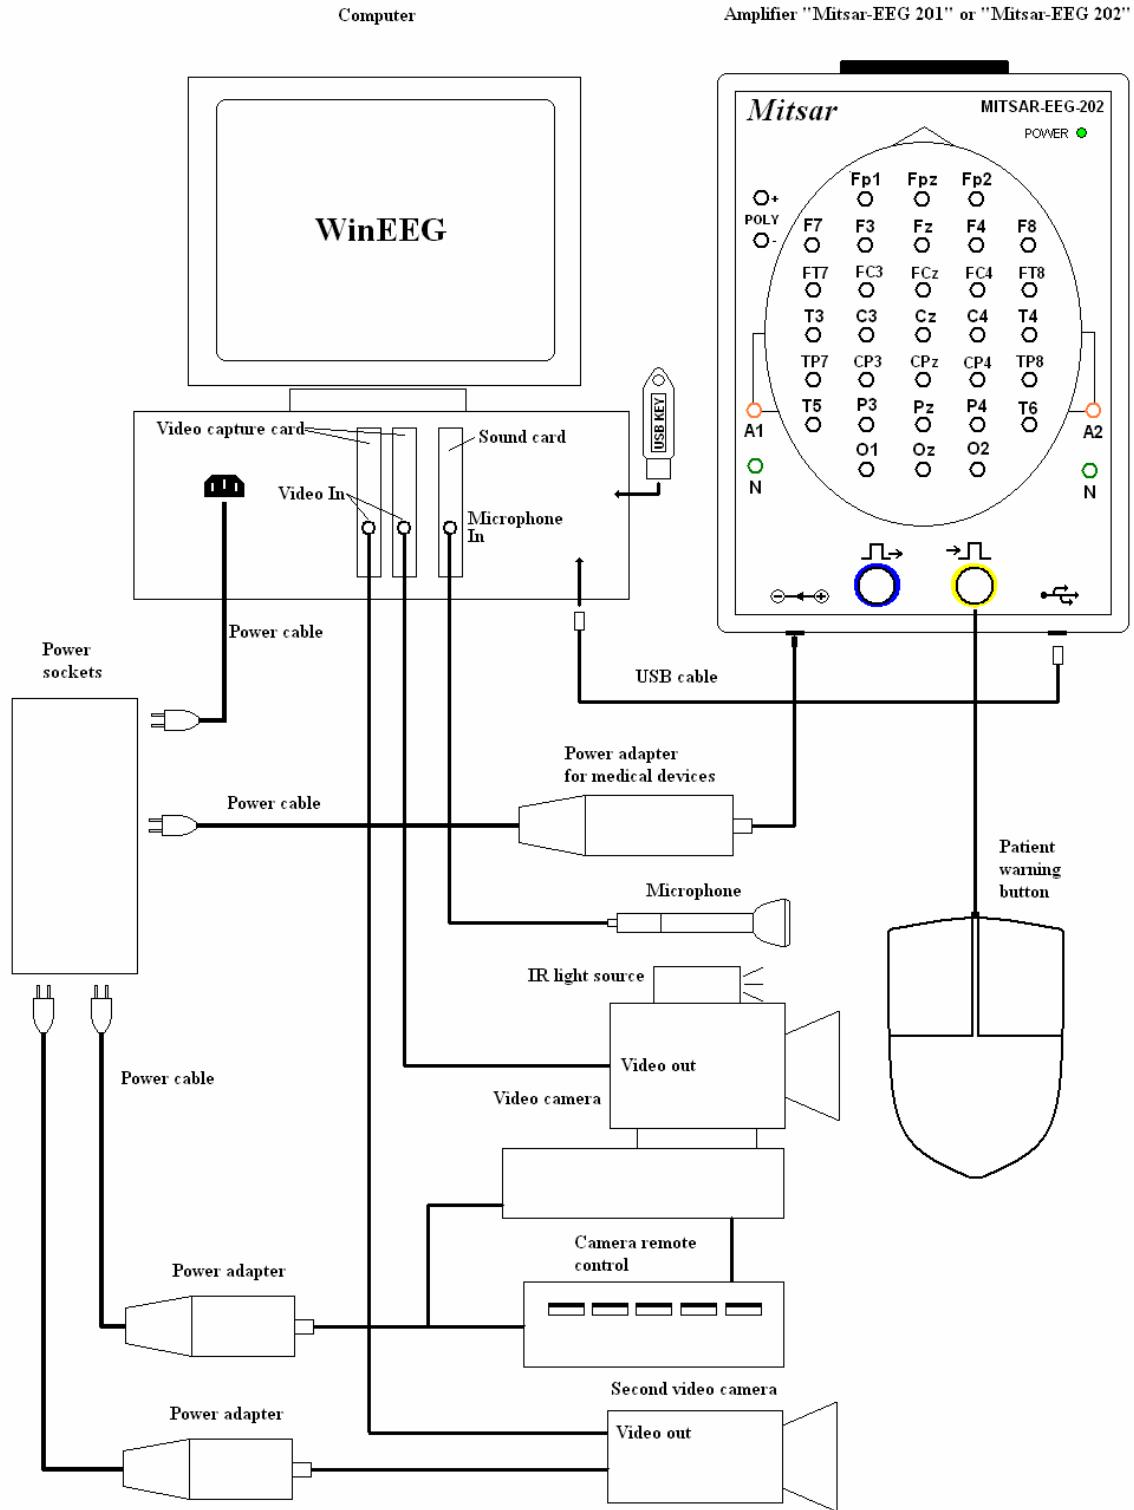 Computer
Amplifier "Mitsar-EEG 201" or "Mitsar-EEG 202"
WinEEG
Mitsar
MITSAR-EEG-202
POWER
Fp1 Fpz Fp2
+
POLY
-
F7 F3 Fz F4 F8
FT7 FC3 FCz FC4 FT8
T3 C3 Cz C4 T4
TP7 CP3 CPz CP4 TP8
T5 P3 Pz P4 T6
A1
A2
O1 Oz O2
N
N
USB KEY
Video capture card
Sound card
Video In
Microphone
In
Power cable
Power
sockets
USB cable
Power adapter
for medical devices
Power cable
Patient
warning
button
Microphone
IR light source
Video out
Power cable
Video camera
Camera remote
control
Power adapter
Second video camera
Power adapter
Video out